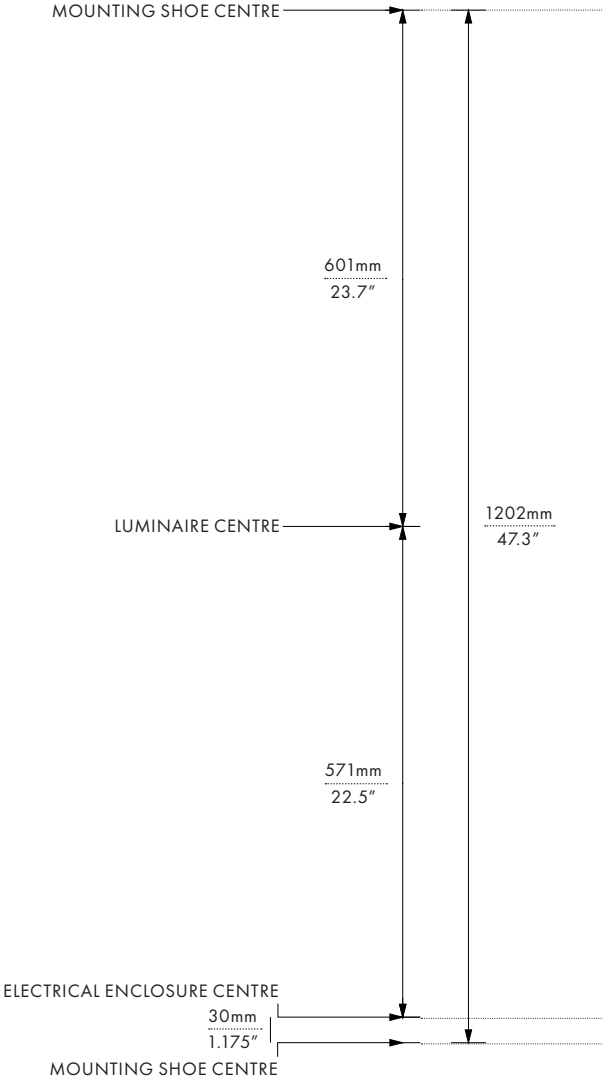 MOUNTING SHOE CENTRE
601mm
23.7"
LUMINAIRE CENTRE
1202mm
47.3"
571mm
22.5"
ELECTRICAL ENCLOSURE CENTRE
30mm
1.175"
MOUNTING SHOE CENTRE